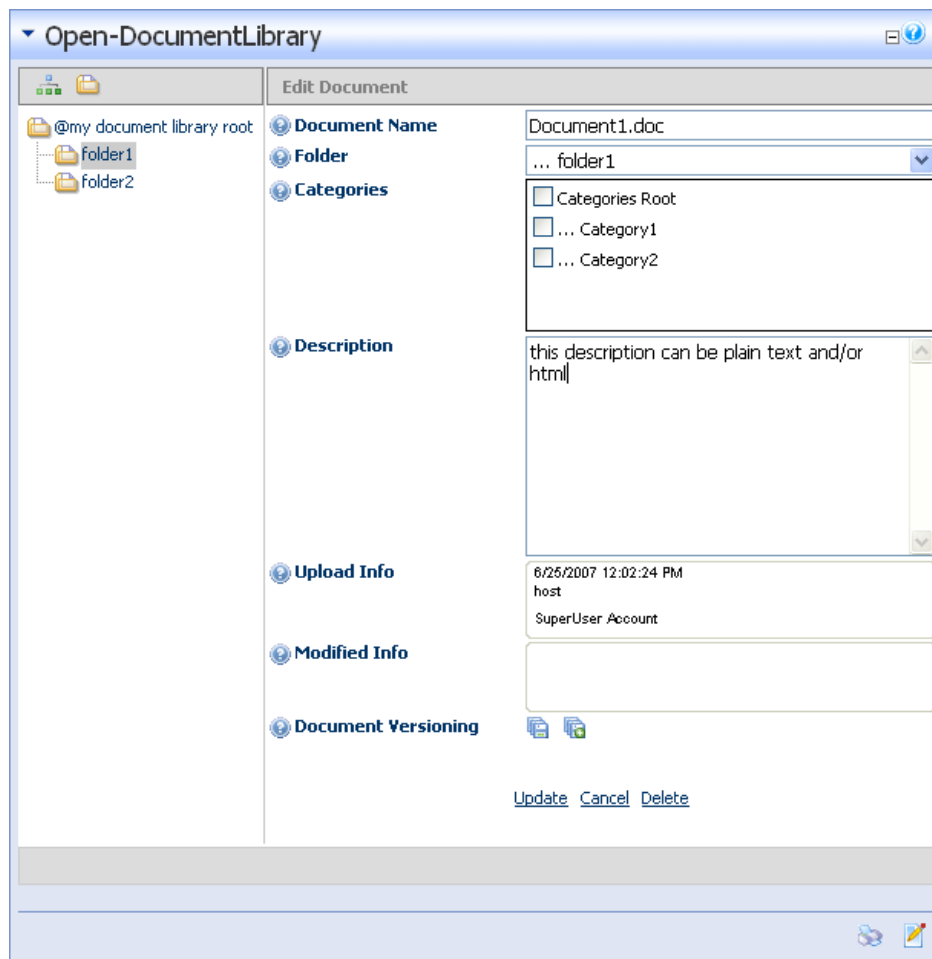 Open-DocumentLibrary
Edit Document
@my document library root
folder1
folder2
Document Name
Document1.doc
Folder
... folder1
Categories
Categories Root
... Category1
... Category2
Description
this description can be plain text and/or
html
Upload Info
6/25/2007 12:02:24 PM
host
SuperUser Account
Modified Info
Document Versioning
Update Cancel Delete